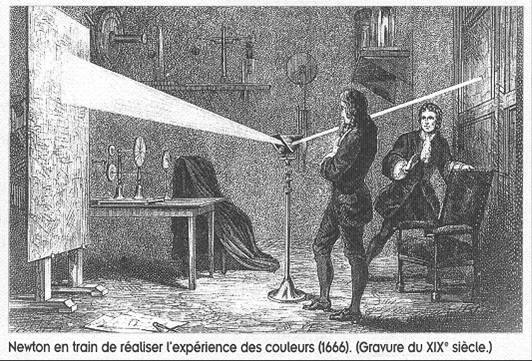 Newton en train de réaliser l'expérience des couleurs (1666). (Gravure du XIXᵉ siècle.)